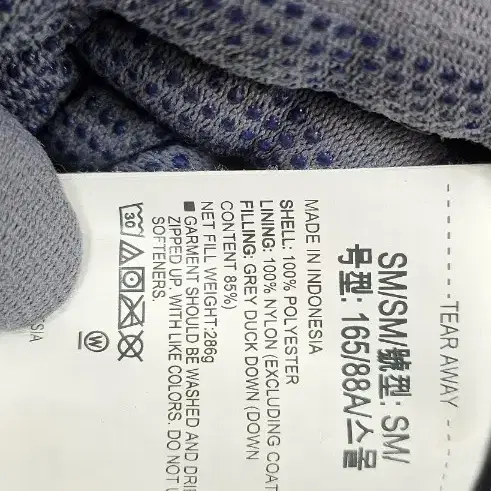 TEAR AWAY
SM/SM/號型: SM/
号型: 165/88A/스몰
MADE IN INDONESIA
SHELL: 100% POLYESTER
LINING: 100% NYLON (EXCLUDING COAT
FILLING: GREY DUCK DOWN (DOWN
CONTENT 85%)
NET FILL WEIGHT:286g
■ GARMENT SHOULD BE WASHED AND DRI
ZIPPED UP, WITH LIKE COLORS. DO NOT U
SOFTENERS
30
W
SIA